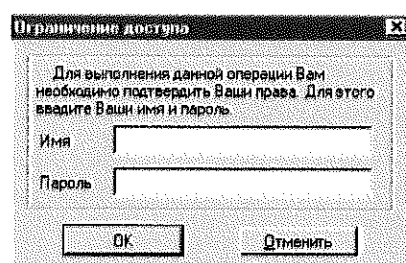 Ограничение доступа
Для выполнения данной операции Вам
необходимо подтвердить Ваши права. Для этого
введите Ваши имя и пароль.
Имя
Пароль
OK
Отменить